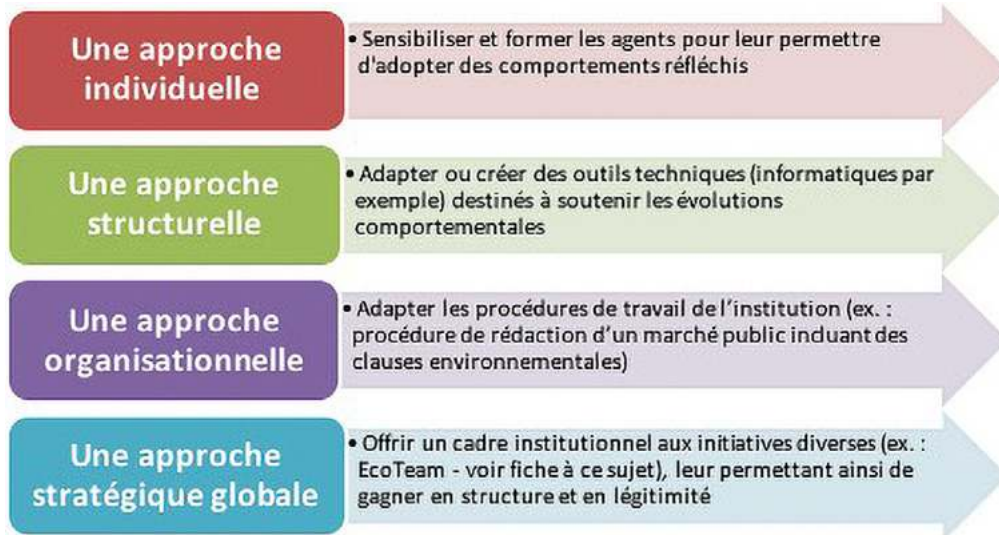 Une approche
individuelle
• Sensibiliser et former les agents pour leur permettre
d'adopter des comportements réfléchis
Une approche
structurelle
• Adapter ou créer des outils techniques (informatiques par
exemple) destinés à soutenir les évolutions
comportementales
Une approche
organisationnelle
• Adapter les procédures de travail de l'institution (ex. :
procédure de rédaction d'un marché public incluant des
clauses environnementales)
Une approche
stratégique globale
• Offrir un cadre institutionnel aux initiatives diverses (ex. :
EcoTeam - voir fiche à ce sujet), leur permettant ainsi de
gagner en structure et en légitimité